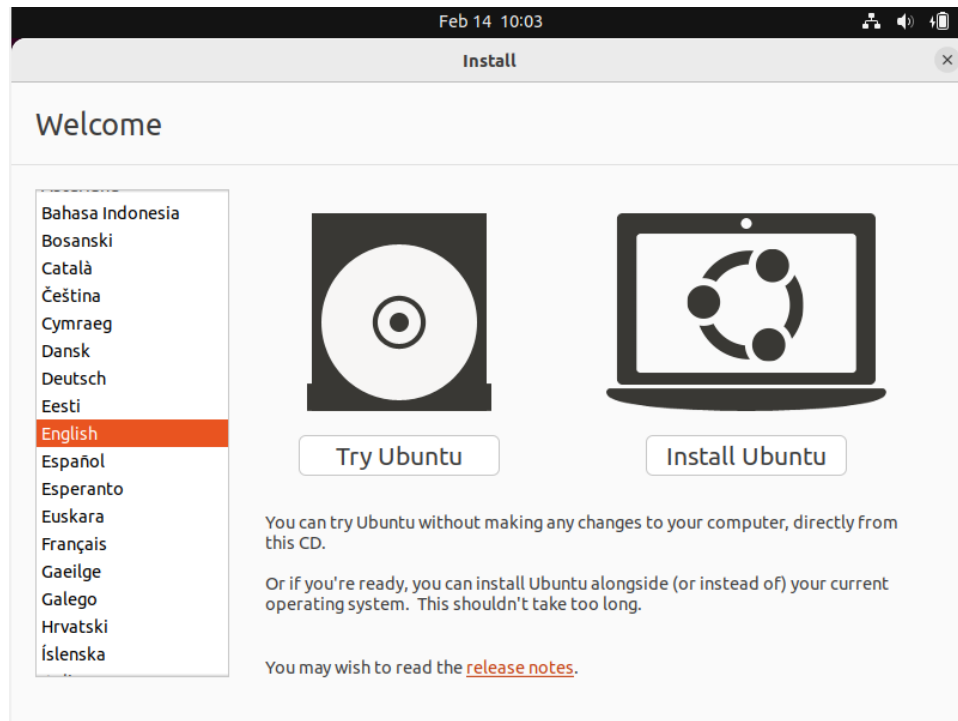 Feb 14 10:03
Install
Welcome
Bahasa Indonesia
Bosanski
Català
Čeština
Cymraeg
Dansk
Deutsch
Eesti
English
Español
Esperanto
Euskara
Français
Gaeilge
Galego
Hrvatski
Íslenska
Try Ubuntu
Install Ubuntu
You can try Ubuntu without making any changes to your computer, directly from
this CD.
Or if you're ready, you can install Ubuntu alongside (or instead of) your current
operating system. This shouldn't take too long.
You may wish to read the release notes.